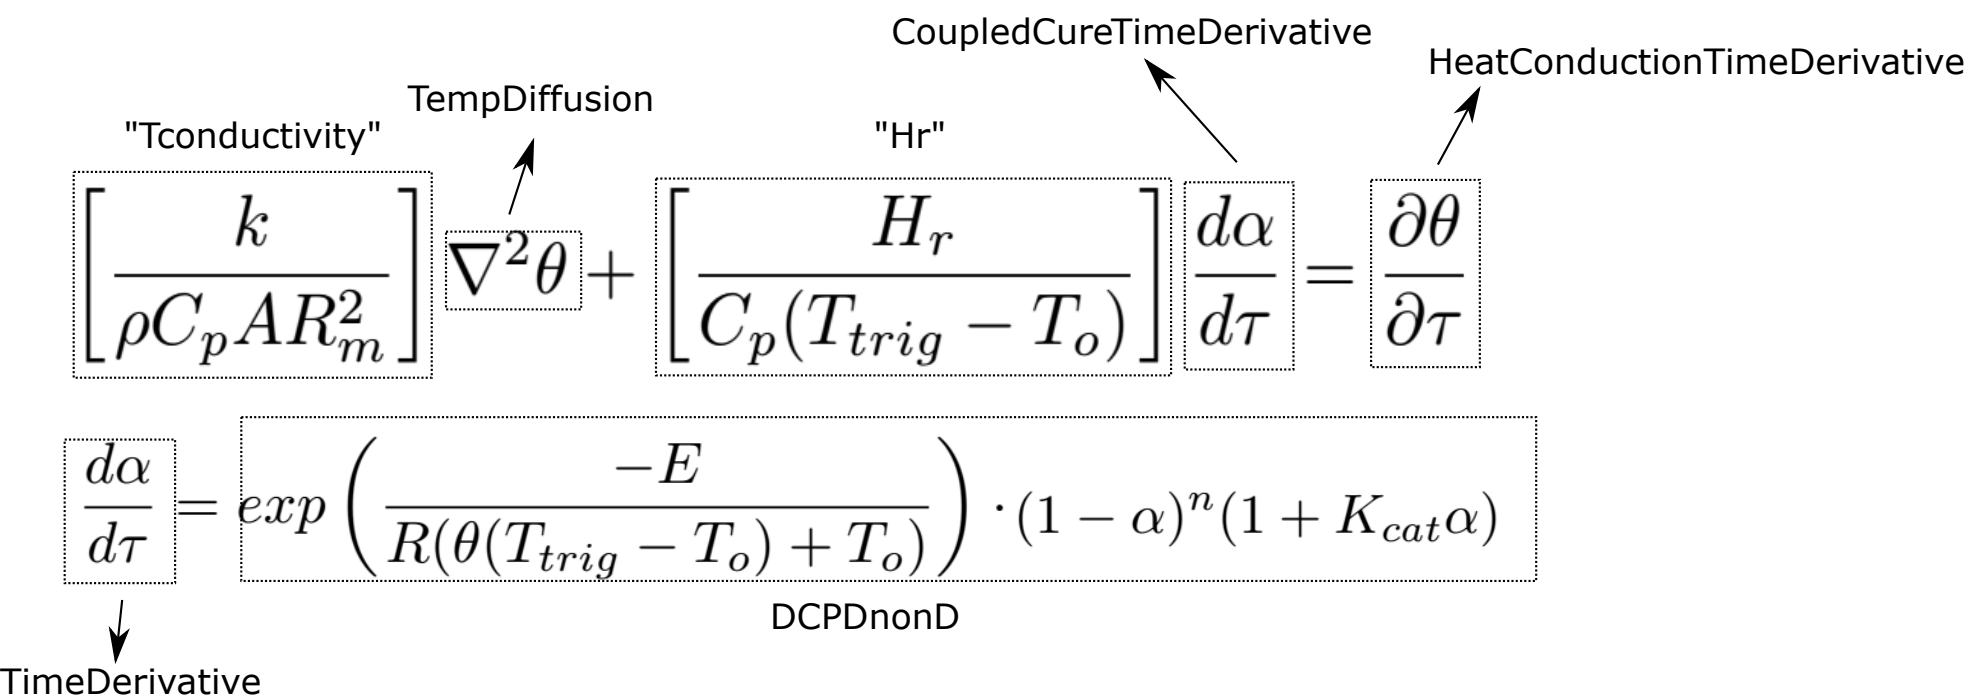 CoupledCureTimeDerivative
HeatConductionTimeDerivative
TempDiffusion
"Tconductivity" "Hr"
[k / ρC_pAR_m^2] ∇²θ + [H_r / C_p(T_trig − T_o)] dα/dτ = ∂θ/∂τ
dα/dτ = exp(−E / R(θ(T_trig − T_o) + T_o)) · (1 − α)^n(1 + K_catα)
DCPDnonD
TimeDerivative